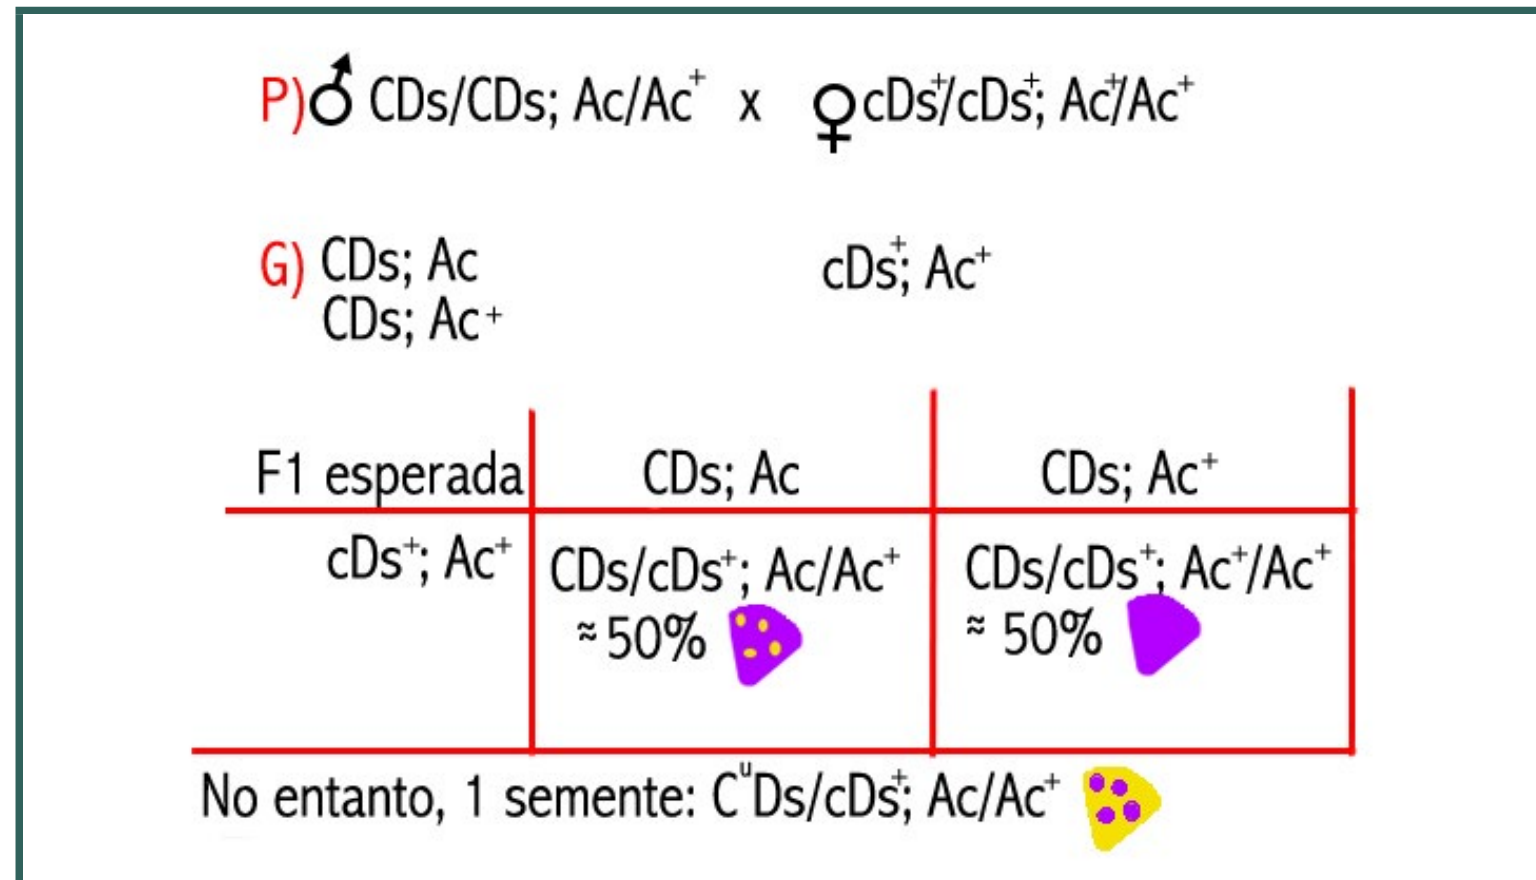 P)♂ CDs/CDs; Ac/Ac⁺ x ♀cDs⁺/cDs⁺; Ac⁺/Ac⁺
G) CDs; Ac cDs⁺; Ac⁺
CDs; Ac⁺
F1 esperada CDs; Ac CDs; Ac⁺
cDs⁺; Ac⁺ CDs/cDs⁺; Ac/Ac⁺ CDs/cDs⁺; Ac⁺/Ac⁺
≈50% ≈ 50%
No entanto, 1 semente: CᵘDs/cDs⁺; Ac/Ac⁺